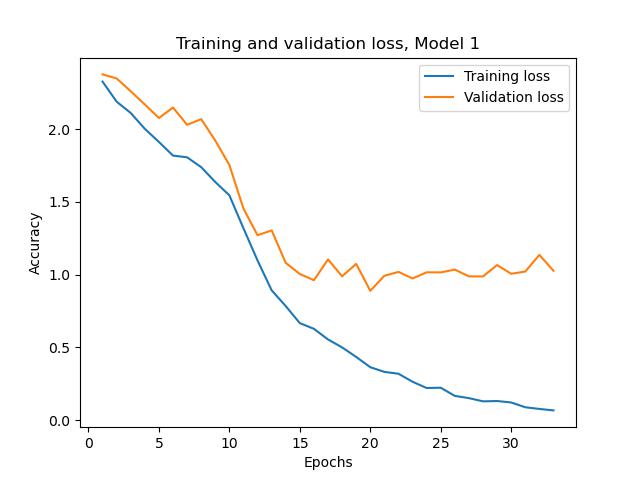 Training and validation loss, Model 1
Training loss
Validation loss
Accuracy
2.0
1.5
1.0
0.5
0.0
0 5 10 15 20 25 30
Epochs